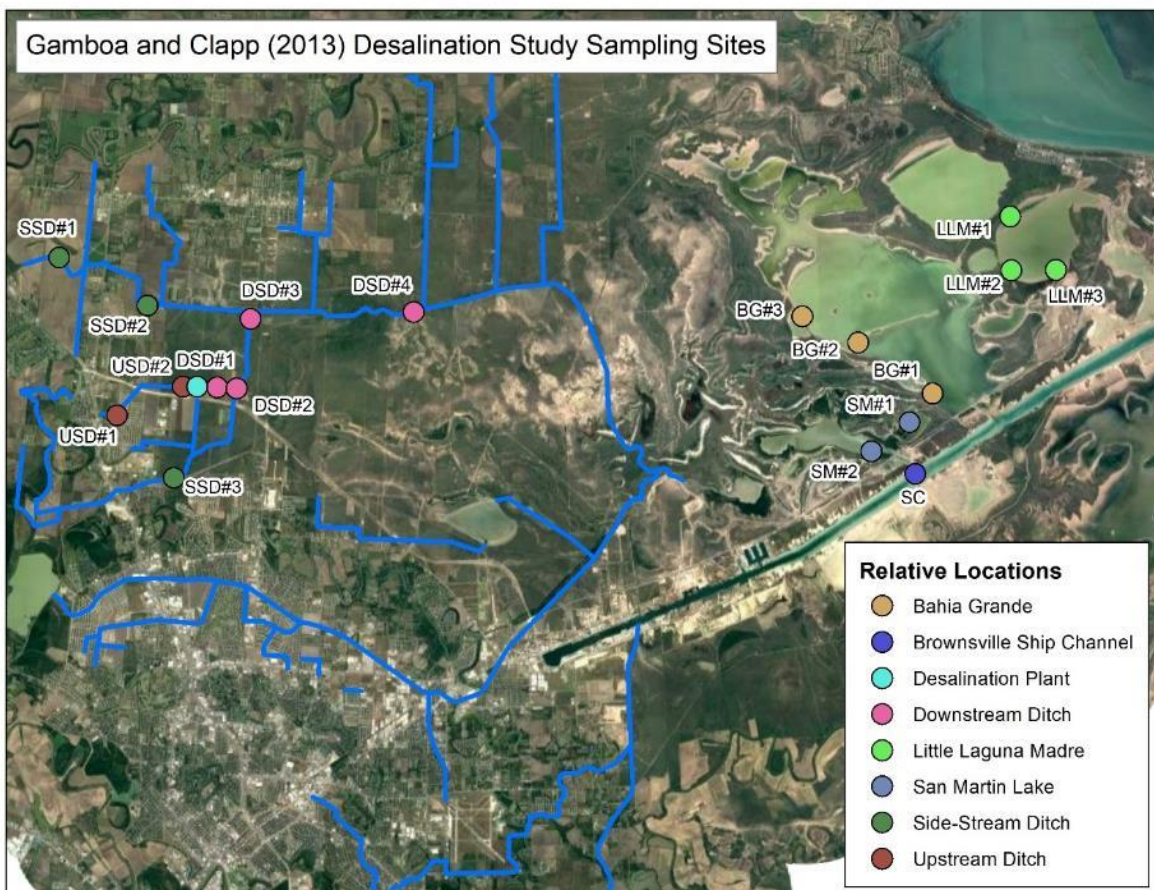 Gamboa and Clapp (2013) Desalination Study Sampling Sites
SSD#1
LLM#1
DSD#3
DSD#4
LLM#2
LLM#3
SSD#2
BG#3
BG#2
USD#2
DSD#1
BG#1
DSD#2
SM#1
USD#1
SM#2
SSD#3
SC
Relative Locations
Bahia Grande
Brownsville Ship Channel
Desalination Plant
Downstream Ditch
Little Laguna Madre
San Martin Lake
Side-Stream Ditch
Upstream Ditch